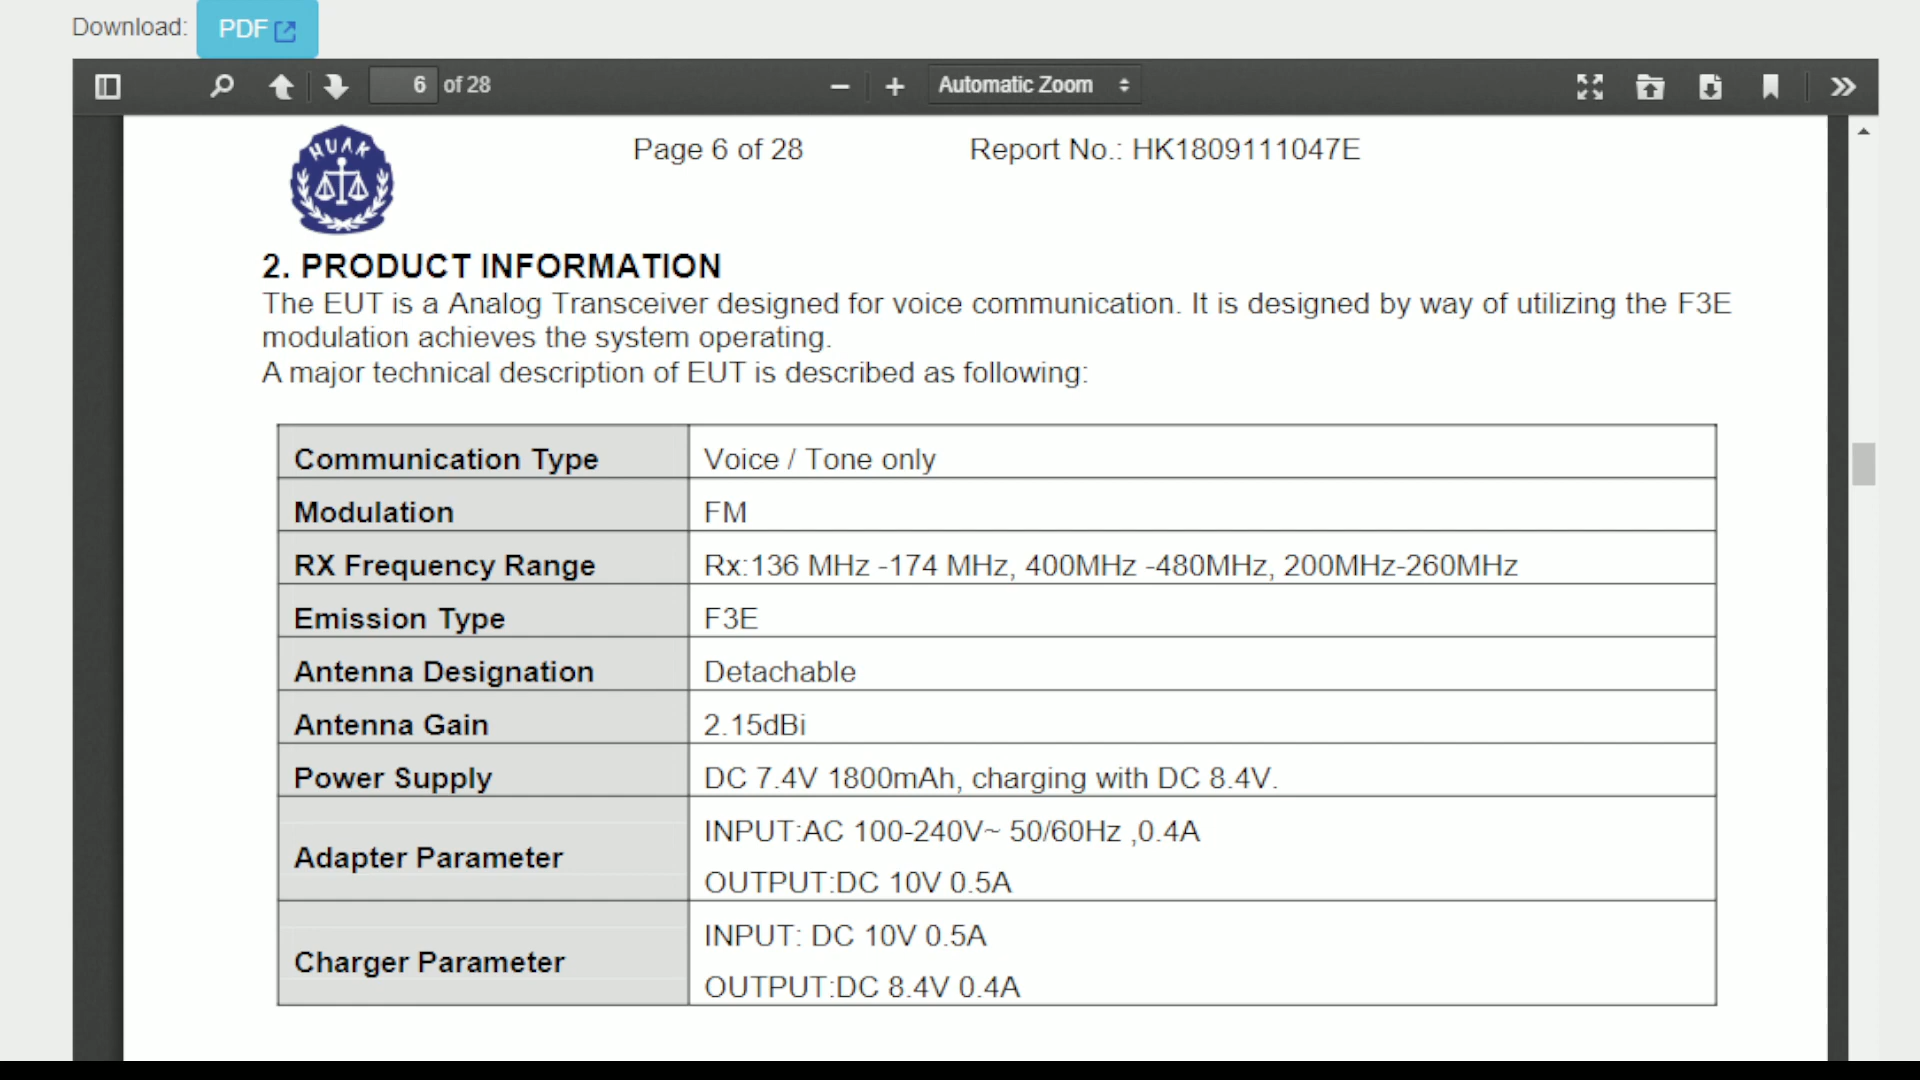 Download: PDF
6 of 28 Automatic Zoom
HUAK
Page 6 of 28 Report No.: HK1809111047E
2. PRODUCT INFORMATION
The EUT is a Analog Transceiver designed for voice communication. It is designed by way of utilizing the F3E
modulation achieves the system operating.
A major technical description of EUT is described as following:
Communication Type Voice / Tone only
Modulation FM
RX Frequency Range Rx:136 MHz -174 MHz, 400MHz -480MHz, 200MHz-260MHz
Emission Type F3E
Antenna Designation Detachable
Antenna Gain 2.15dBi
Power Supply DC 7.4V 1800mAh, charging with DC 8.4V.
Adapter Parameter INPUT:AC 100-240V~ 50/60Hz ,0.4A
OUTPUT:DC 10V 0.5A
Charger Parameter INPUT: DC 10V 0.5A
OUTPUT:DC 8.4V 0.4A